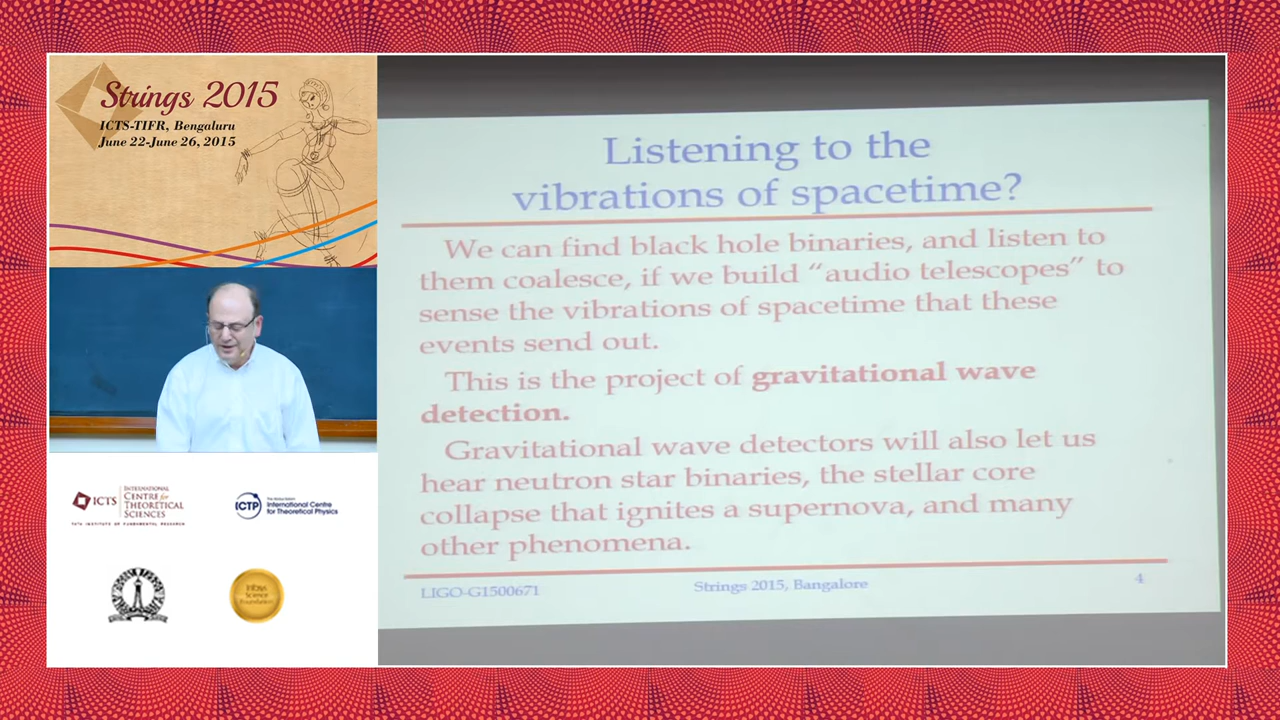 Strings 2015
ICTS-TIFR, Bengaluru
June 22-June 26, 2015
Listening to the
vibrations of spacetime?
We can find black hole binaries, and listen to
them coalesce, if we build “audio telescopes” to
sense the vibrations of spacetime that these
events send out.
This is the project of gravitational wave
detection.
Gravitational wave detectors will also let us
hear neutron star binaries, the stellar core
collapse that ignites a supernova, and many
other phenomena.
LIGO-G1500671
Strings 2015, Bangalore
4
ICTS
INTERNATIONAL
CENTRE for
THEORETICAL
SCIENCES
TATA INSTITUTE OF FUNDAMENTAL RESEARCH
ICTP
International Centre
for Theoretical Physics
Infosys
Science
Foundation